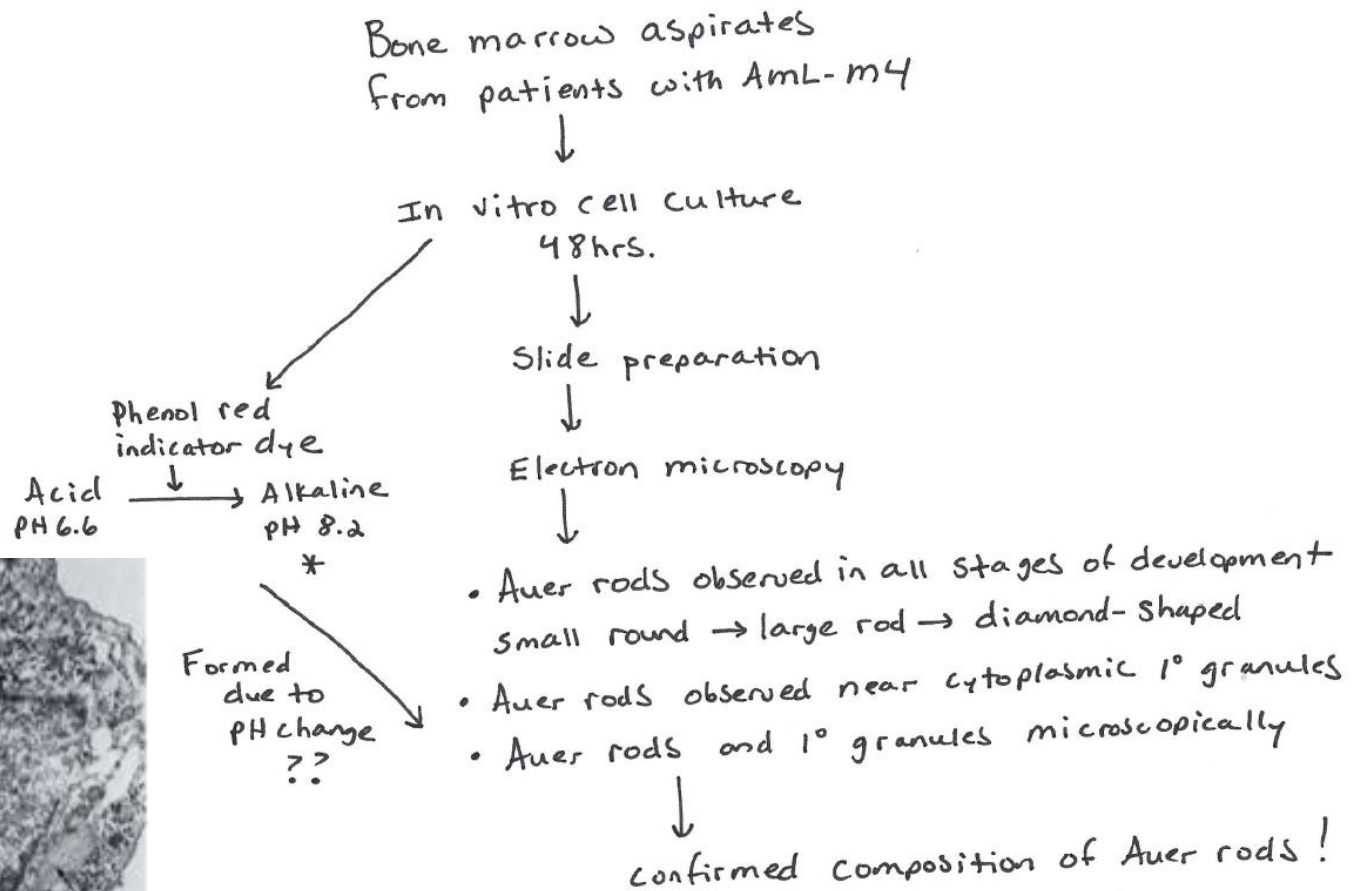 Bone marrow aspirates
from patients with AmL-m4
In vitro cell culture
48hrs.
Slide preparation
Phenol red
indicator dye
Electron microscopy
Acid
PH 6.6
Alkaline
pH 8.2
*
• Auer rods observed in all stages of development
small round → large rod → diamond-shaped
Formed
due to
PH change
??
• Auer rods observed near cytoplasmic 1° granules
• Auer rods and 1° granules microscopically
confirmed composition of Auer rods!